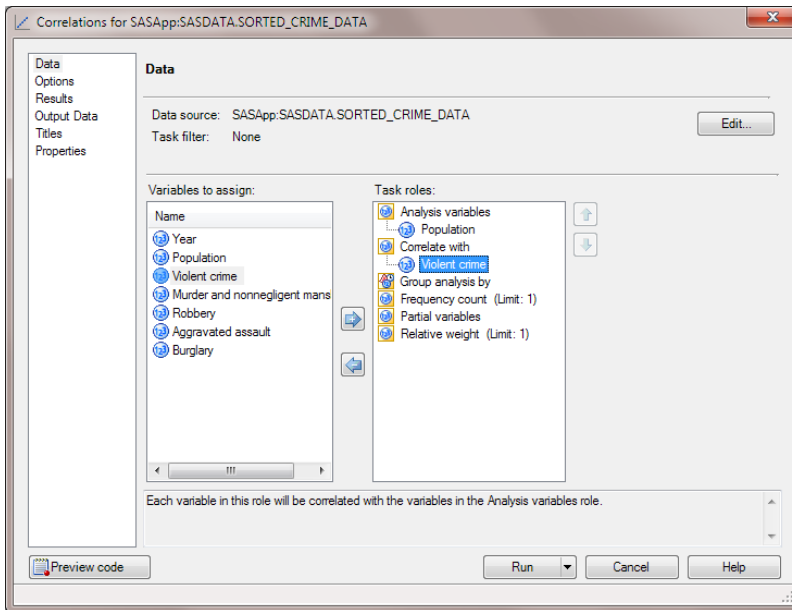 Correlations for SASApp:SASDATA.SORTED_CRIME_DATA
Data
Options
Results
Output Data
Titles
Properties
Data
Data source: SASApp:SASDATA.SORTED_CRIME_DATA
Task filter: None
Edit...
Variables to assign:
Name
Year
Population
Violent crime
Murder and nonnegligent mans
Robbery
Aggravated assault
Burglary
Task roles:
Analysis variables
Population
Correlate with
Violent crime
Group analysis by
Frequency count (Limit: 1)
Partial variables
Relative weight (Limit: 1)
Each variable in this role will be correlated with the variables in the Analysis variables role.
Preview code
Run
Cancel
Help